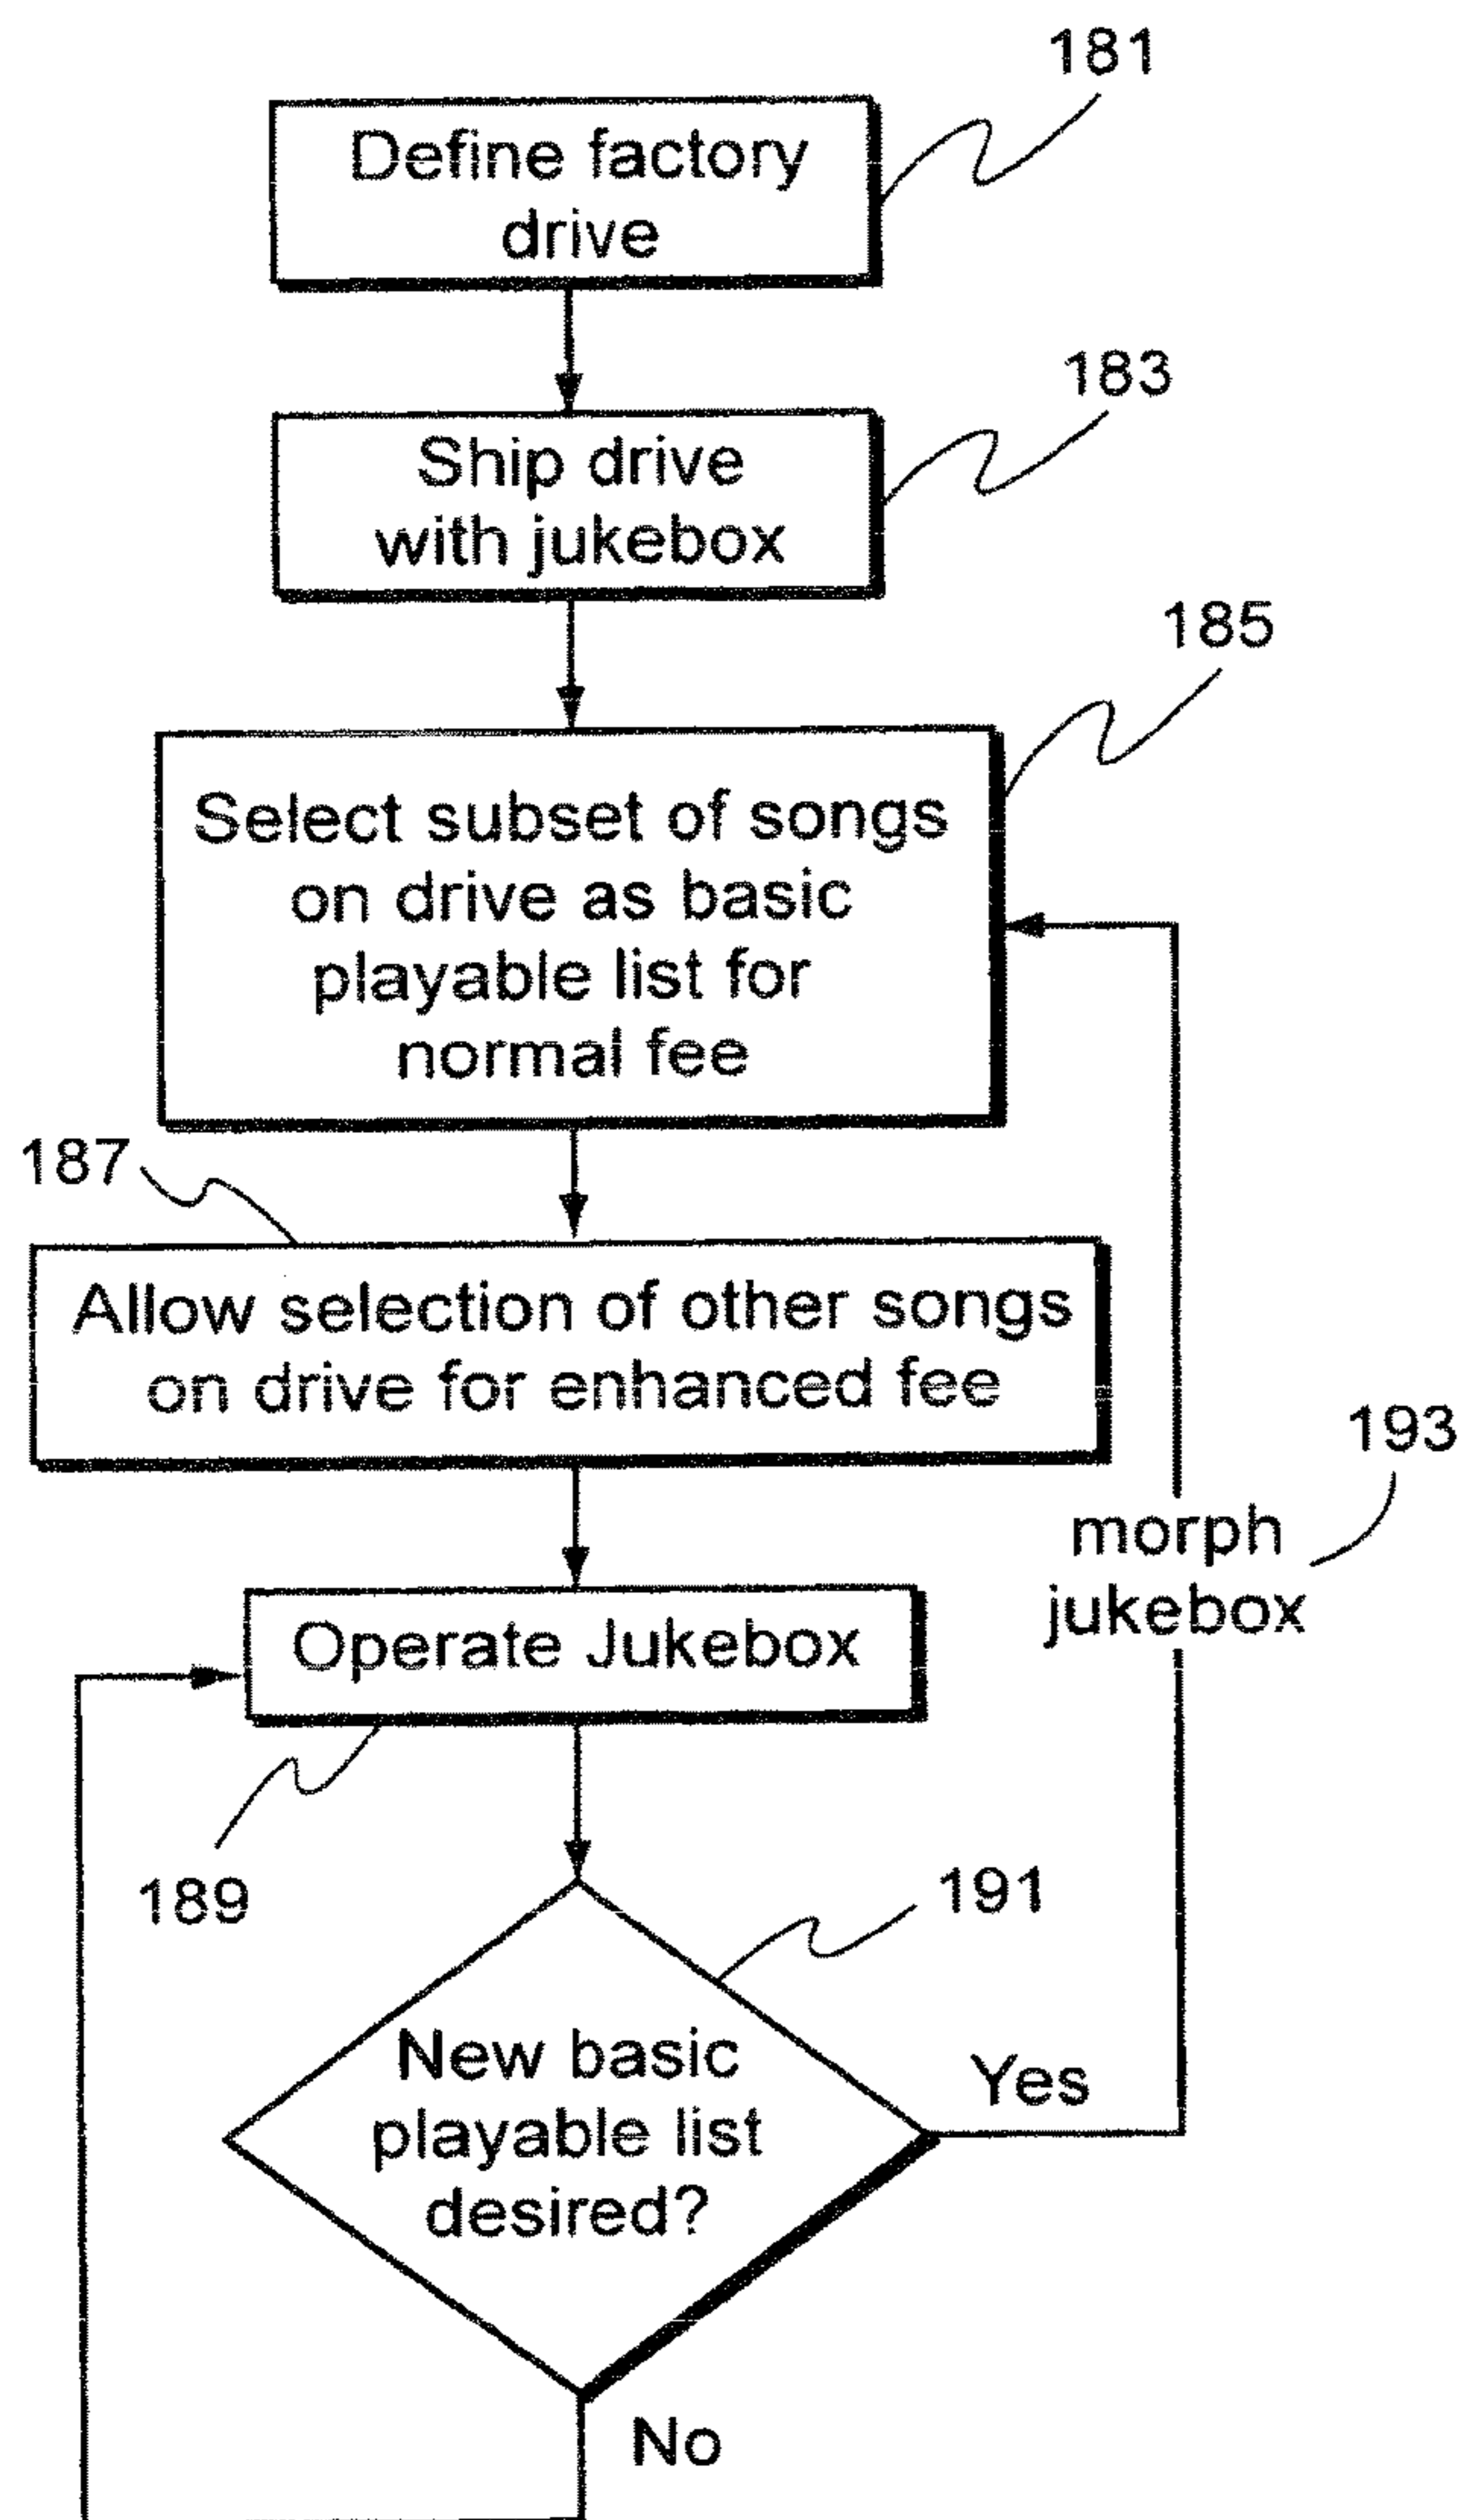 181
Define factory
drive
183
Ship drive
with jukebox
185
Select subset of songs
on drive as basic
playable list for
normal fee
187
Allow selection of other songs
on drive for enhanced fee
193
morph
jukebox
Operate Jukebox
189
191
New basic
playable list
desired?
Yes
No